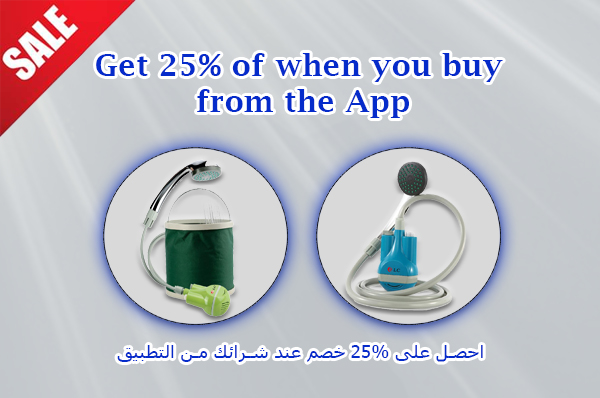 SALE
Get 25% of when you buy
from the App
احصل على 25% خصم عند شرائك من التطبيق